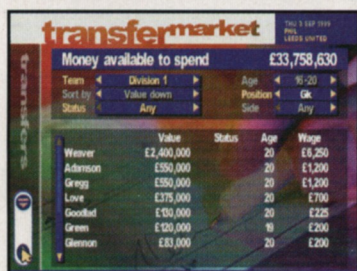 transfermarket
THU 2 SEP 1999
PHIL
LEEDS UNITED
Money available to spend £33,758,630
Team Division 1 Age 16-20
Sort by Value down Position Gk
Status Any Side Any
transfers
Value Status Age Wage
Weaver £2,400,000 20 £6,250
Adamson £550,000 20 £1,200
Gregg £550,000 20 £1,200
Love £375,000 20 £700
Goodlad £130,000 20 £225
Green £120,000 19 £200
Glennon £83,000 20 £200